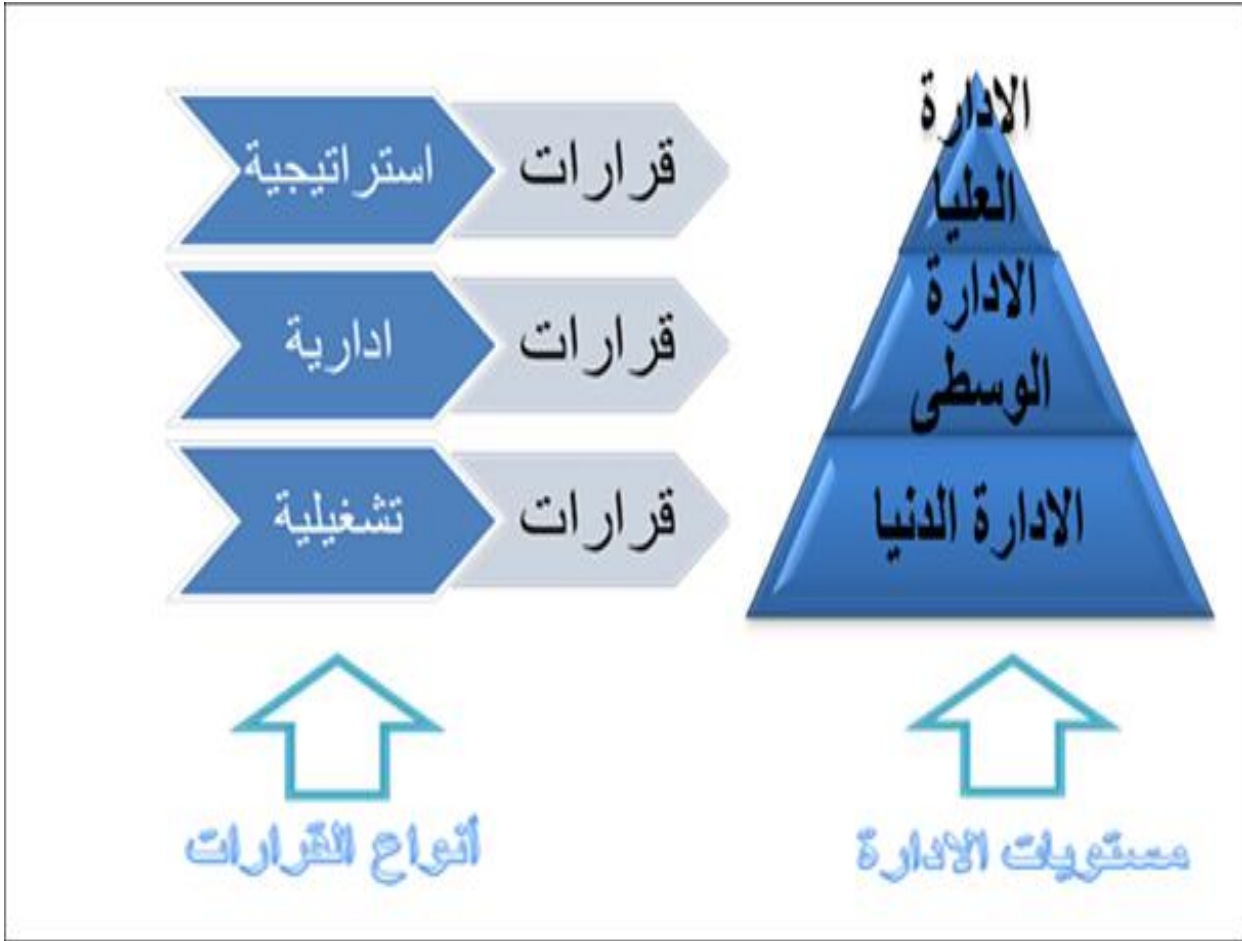 الادارة
العليا
الادارة
الوسطى
الادارة الدنيا
قرارات استراتيجية
قرارات ادارية
قرارات تشغيلية
مستويات الادارة
أنواع القرارات